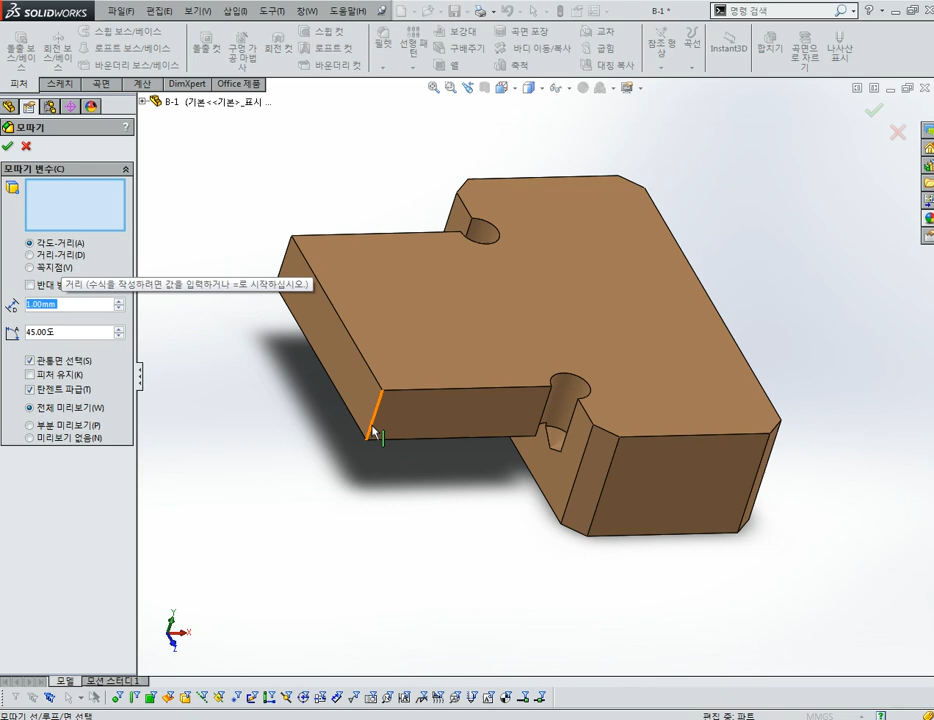 SOLIDWORKS 파일(F) 편집(E) 보기(V) 삽입(I) 도구(T) 창(W) 도움말(H) B-1 * 명령 검색
돌출 보스/베이스
회전 보스/베이스
스윕 보스/베이스
로프트 보스/베이스
바운더리 보스/베이스
돌출 컷
구멍 가공 마법사
회전 컷
스윕 컷
로프트 컷
바운더리 컷
필렛
선형 패턴
보강대
구배주기
쉘
곡면 포장
바디 이동/복사
축척
교차
굽힘
대칭 복사
참조 형상
곡선
Instant3D
합치기
곡면으로 자르기
나사산 표시
피처 스케치 곡면 계산 DimXpert Office 제품
B-1 (기본<<기본>_표시 ...
모따기 ?
모따기 변수(C)
각도-거리(A)
거리-거리(D)
꼭지점(V)
반대
거리 (수식을 작성하려면 값을 입력하거나 =로 시작하십시오.)
1.00mm
45.00도
관통면 선택(S)
피처 유지(K)
탄젠트 파급(T)
전체 미리보기(W)
부분 미리보기(P)
미리보기 없음(N)
Y
X
Z
모델 모션 스터디 1
모델 선/루프/면 선택 편집 중: 파트 MMGS